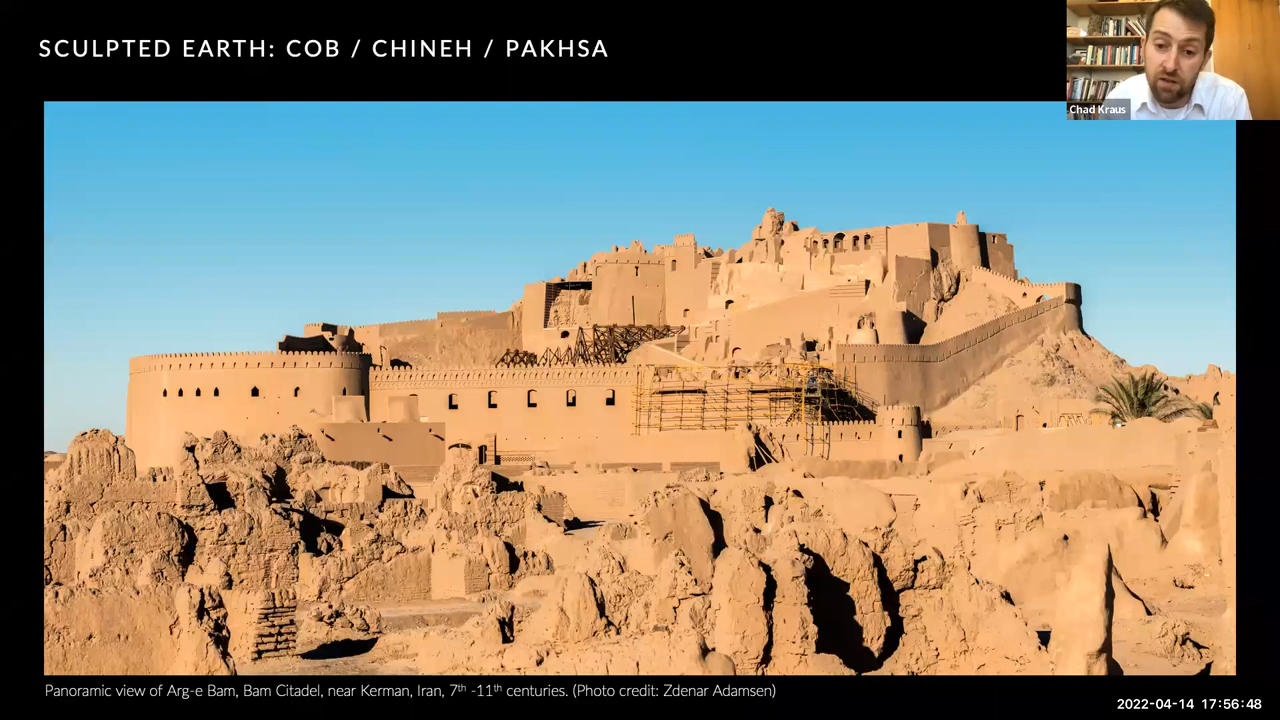 SCULPTED EARTH: COB / CHINEH / PAKHSA
Chad Kraus
Panoramic view of Arg-e Bam, Bam Citadel, near Kerman, Iran, 7th -11th centuries. (Photo credit: Zdenar Adamsen)
2022-04-14 17:56:48